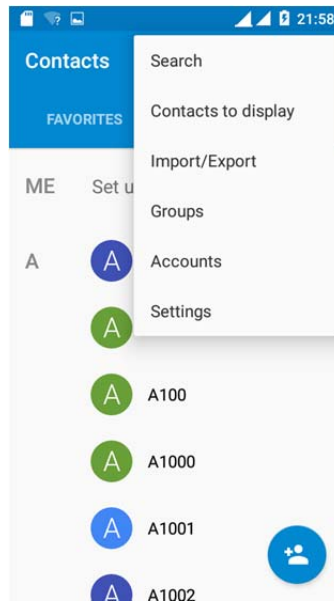 21:58
Contacts
Search
FAVORITES
Contacts to display
Import/Export
ME
Set u
Groups
A
A
Accounts
Settings
A
A
A100
A
A1000
A
A1001
A
A1002